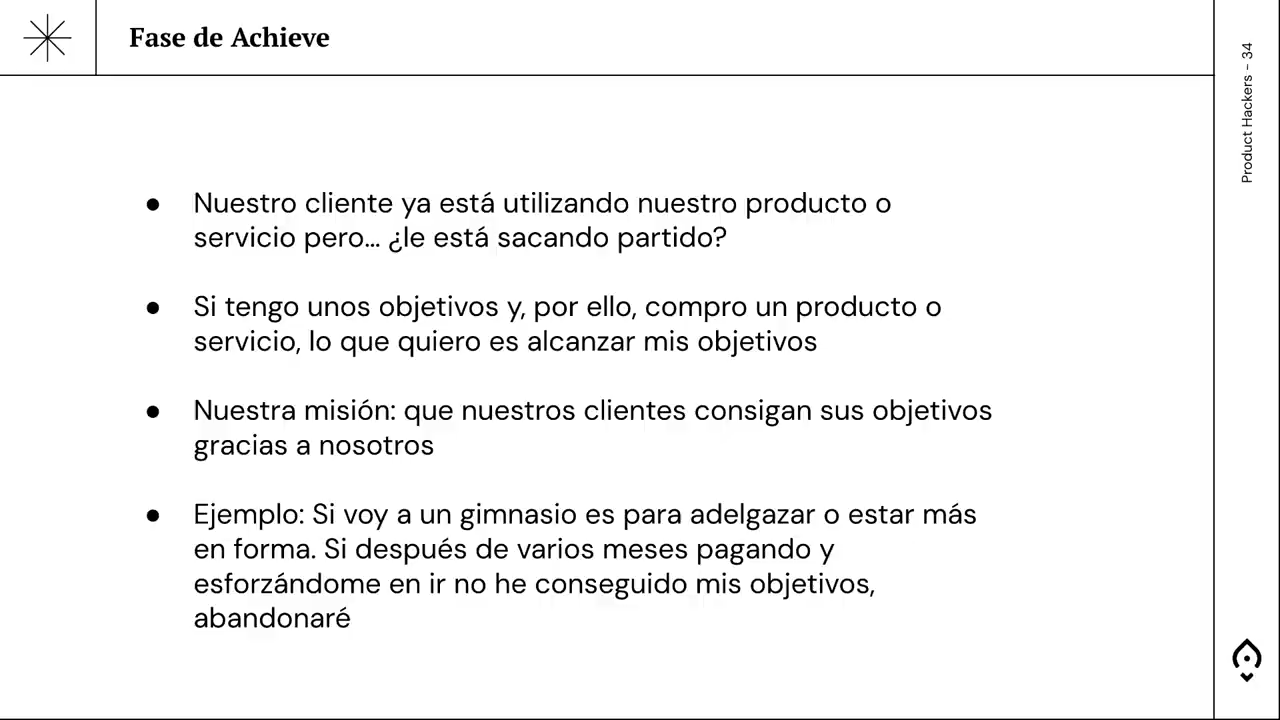 Fase de Achieve
Product Hackers – 34
● Nuestro cliente ya está utilizando nuestro producto o
servicio pero... ¿le está sacando partido?
● Si tengo unos objetivos y, por ello, compro un producto o
servicio, lo que quiero es alcanzar mis objetivos
● Nuestra misión: que nuestros clientes consigan sus objetivos
gracias a nosotros
● Ejemplo: Si voy a un gimnasio es para adelgazar o estar más
en forma. Si después de varios meses pagando y
esforzándome en ir no he conseguido mis objetivos,
abandonaré